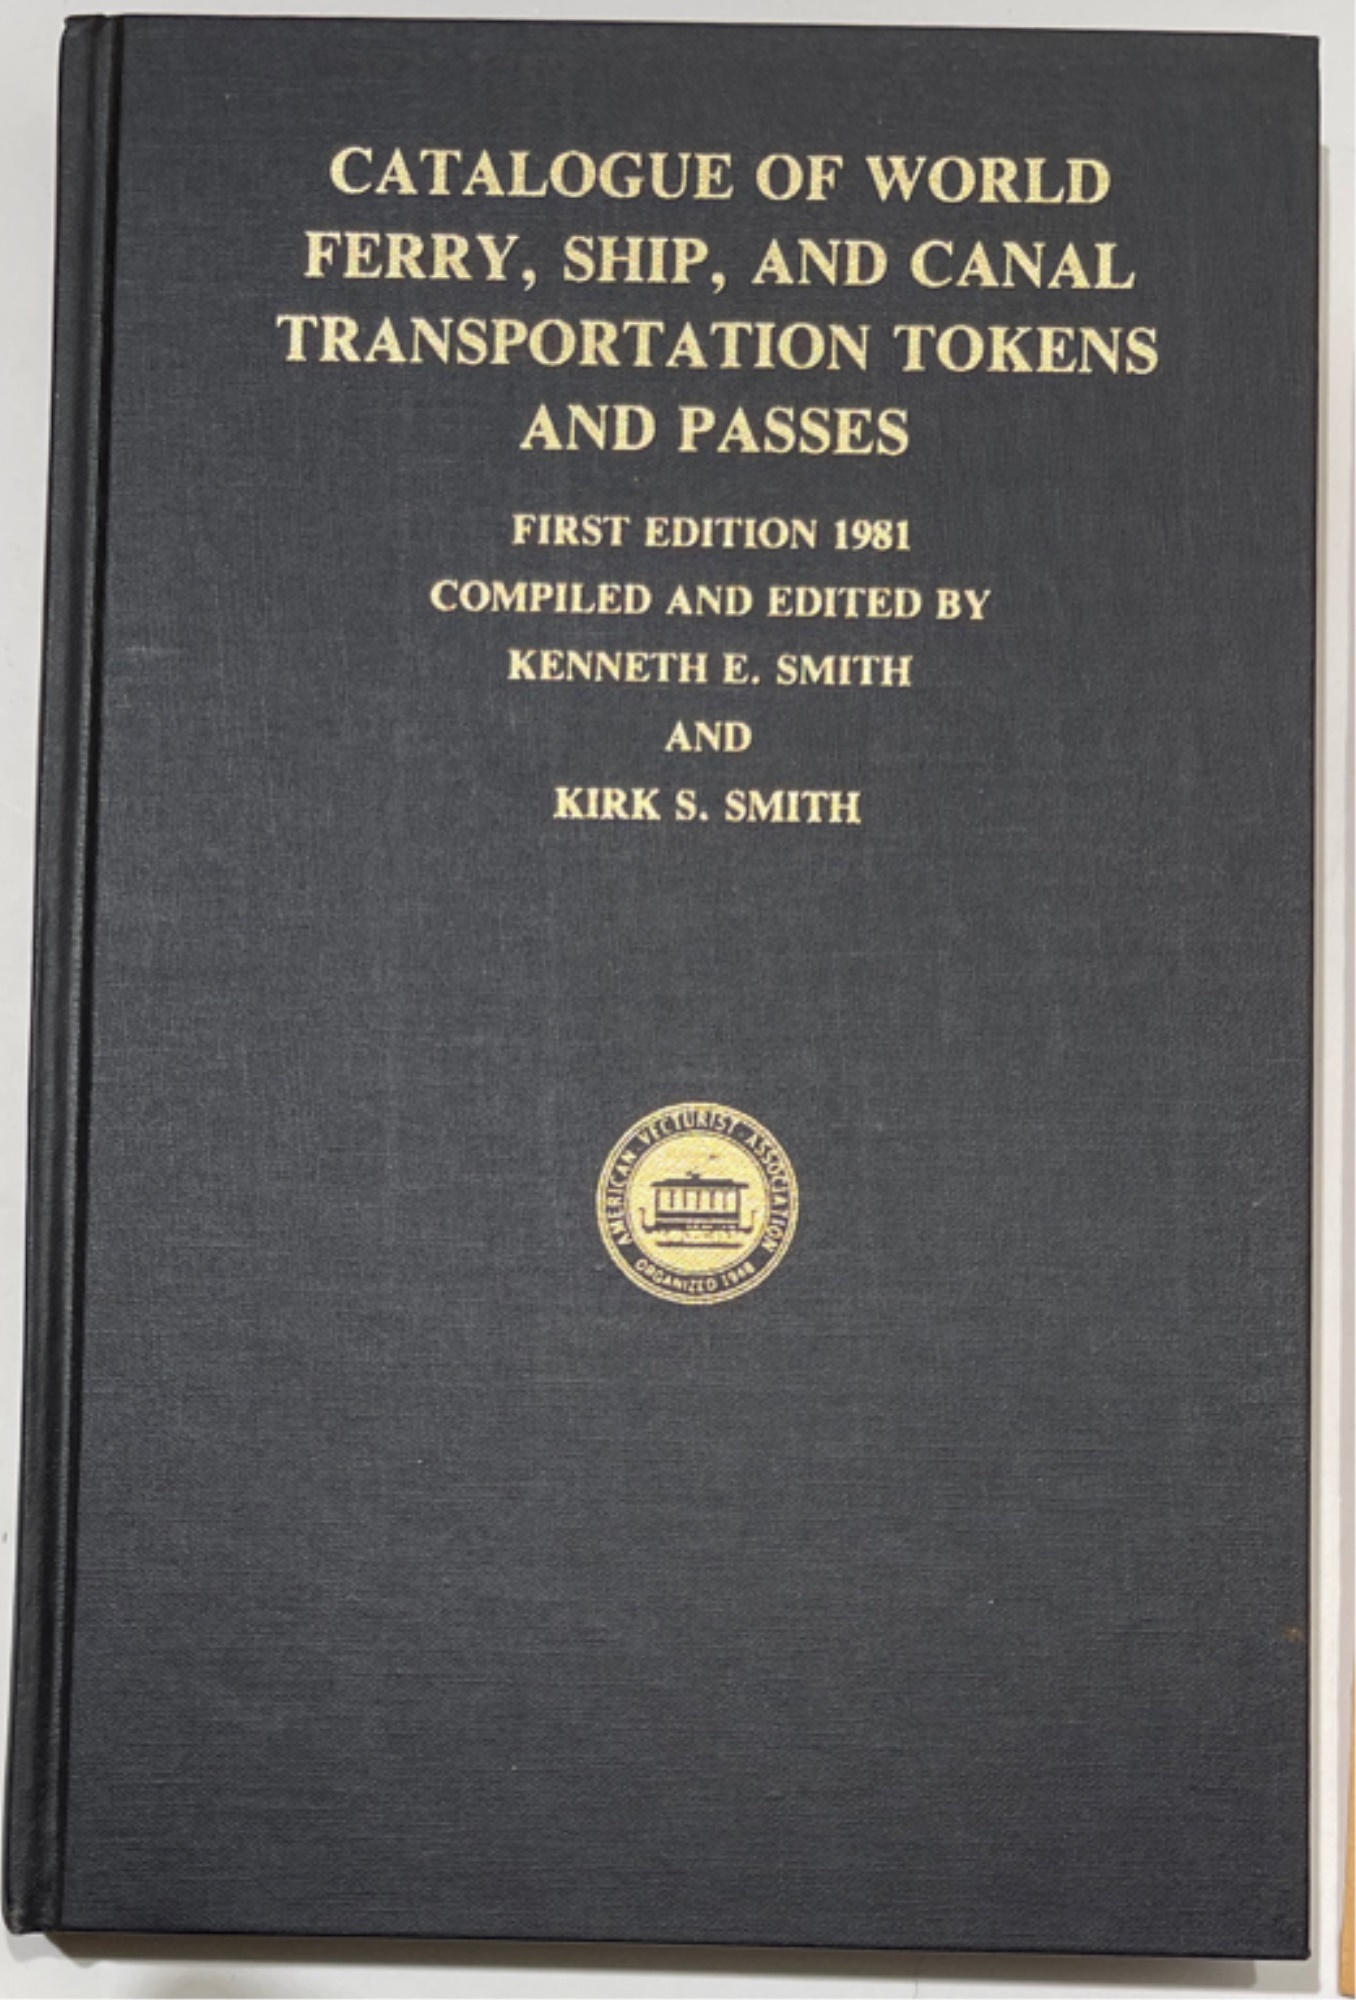 CATALOGUE OF WORLD
FERRY, SHIP, AND CANAL
TRANSPORTATION TOKENS
AND PASSES
FIRST EDITION 1981
COMPILED AND EDITED BY
KENNETH E. SMITH
AND
KIRK S. SMITH
AMERICAN VECTURIST ASSOCIATION
ORGANIZED 1948